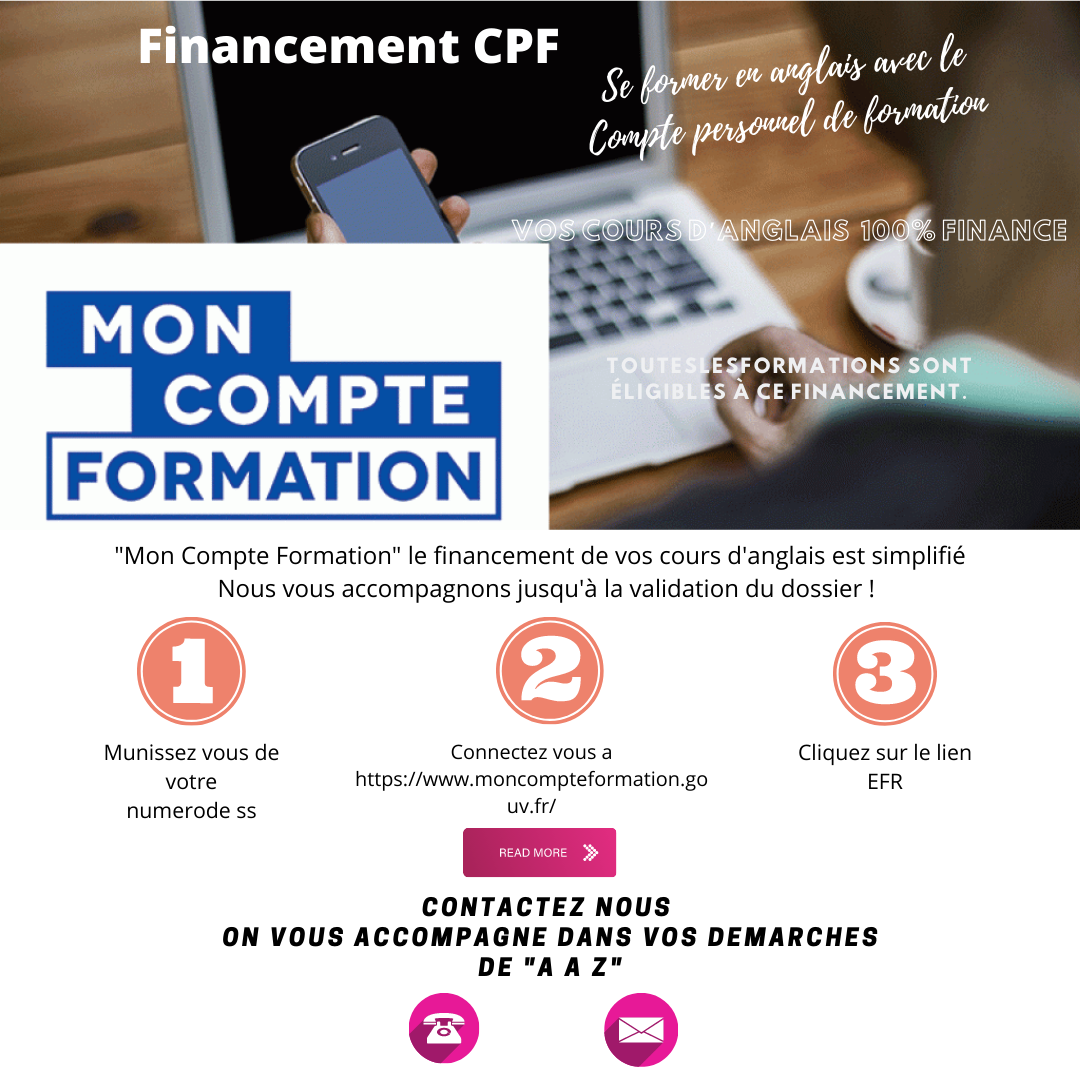 Financement CPF
Se former en anglais avec le
Compte personnel de formation
VOS COURS D'ANGLAIS 100% FINANCE
MON
COMPTE
FORMATION
TOUTESLESFORMATIONS SONT
ÉLIGIBLES À CE FINANCEMENT.
"Mon Compte Formation" le financement de vos cours d'anglais est simplifié
Nous vous accompagnons jusqu'à la validation du dossier !
1
Munissez vous de
votre
numerode ss
2
Connectez vous a
https://www.moncompteformation.go
uv.fr/
3
Cliquez sur le lien
EFR
READ MORE
CONTACTEZ NOUS
ON VOUS ACCOMPAGNE DANS VOS DEMARCHES
DE "A A Z"